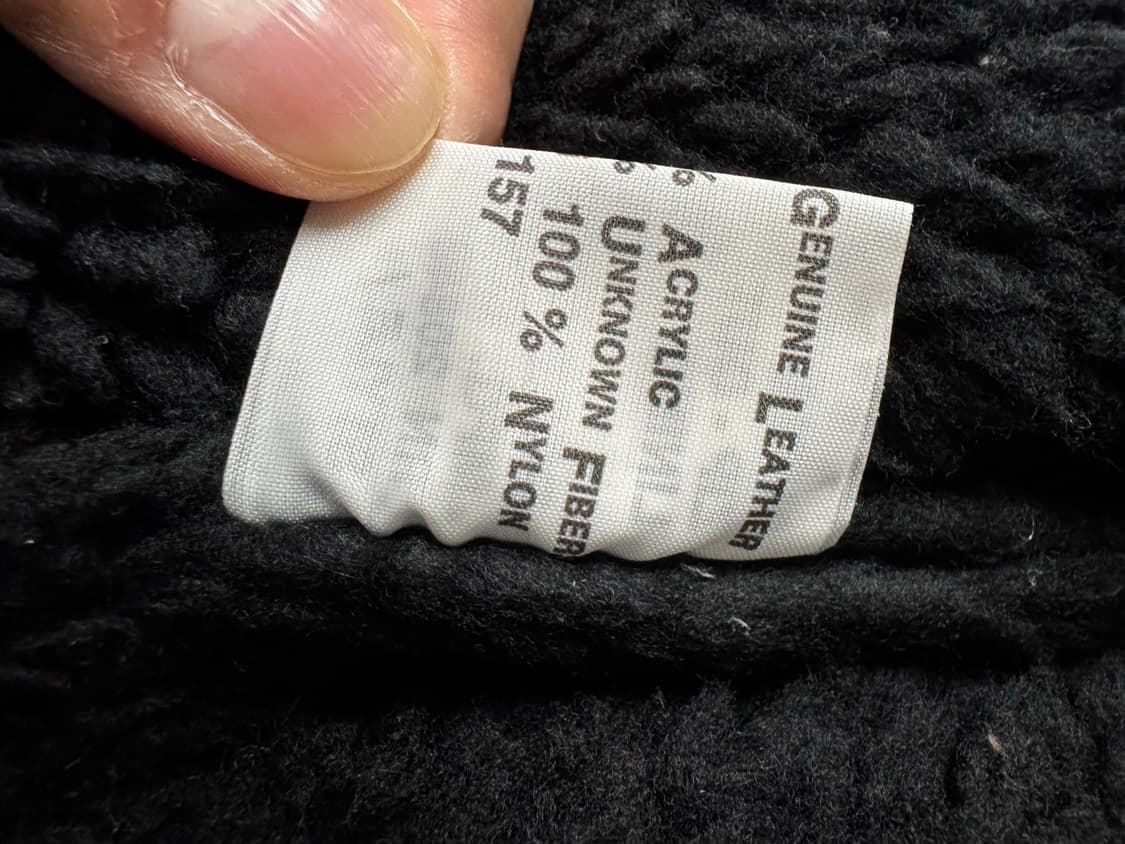 GENUINE LEATHER
% ACRYLIC
% UNKNOWN FIBER
100 % NYLON
157